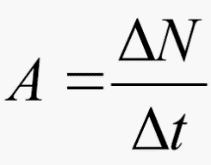 A = ΔN / Δt